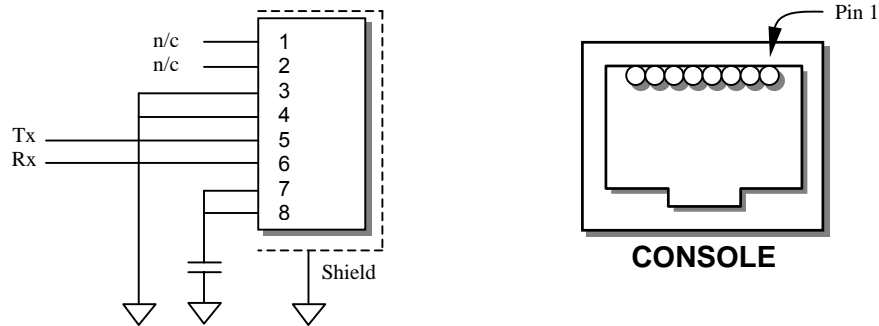 Pin 1
n/c 1
n/c 2
3
4
Tx 5
Rx 6
7
8
Shield
CONSOLE